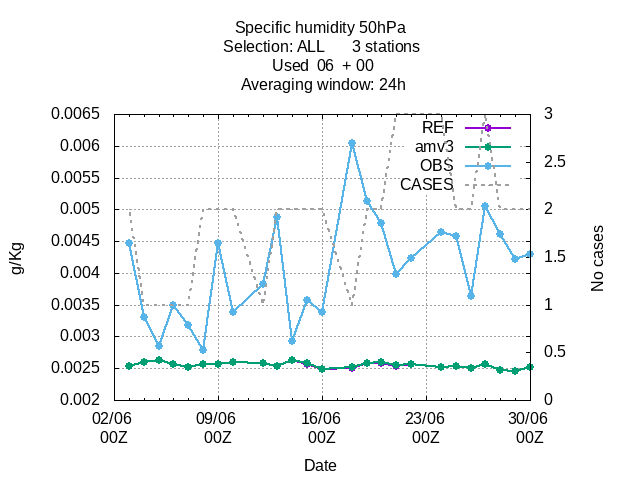 Specific humidity 50hPa
Selection: ALL 3 stations
Used 06 + 00
Averaging window: 24h
0.0065
0.006
0.0055
0.005
0.0045
0.004
0.0035
0.003
0.0025
0.002
3
2.5
2
1.5
1
0.5
0
REF
amv3
OBS
CASES
g/Kg
No cases
02/06 09/06 16/06 23/06 30/06
00Z 00Z 00Z 00Z 00Z
Date